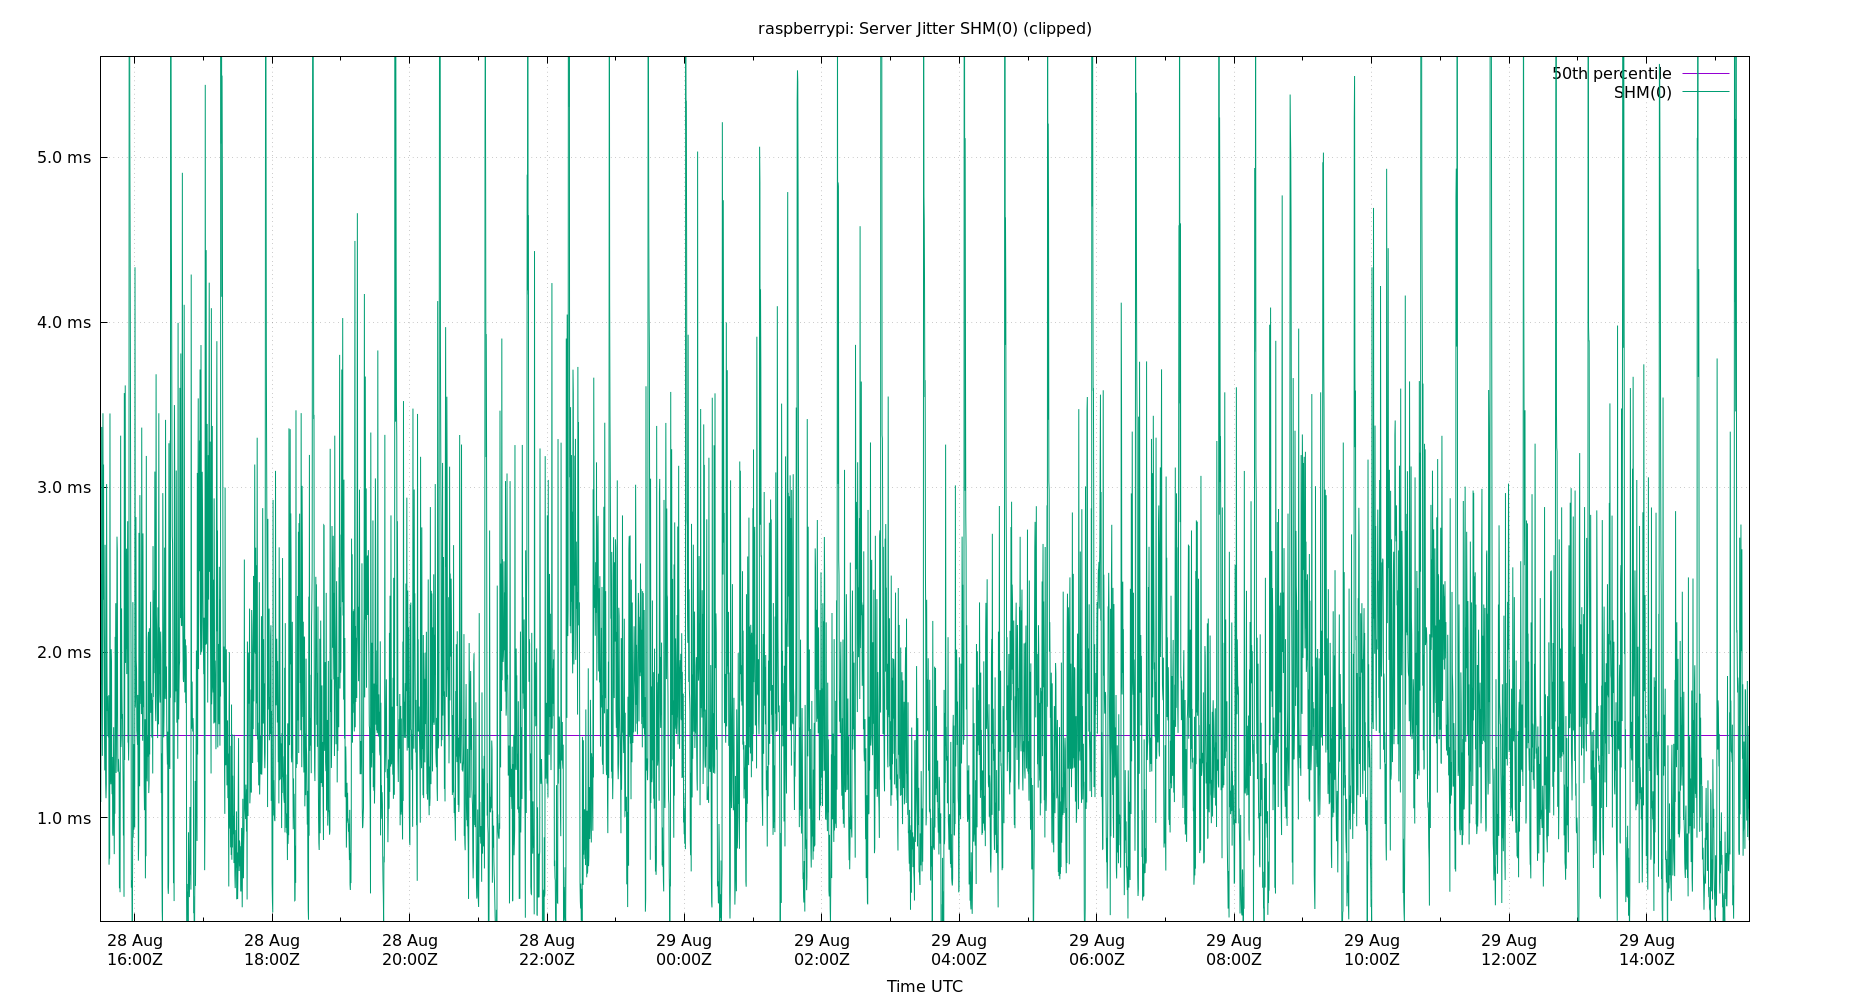 raspberrypi: Server Jitter SHM(0) (clipped)
50th percentile
SHM(0)
5.0 ms
4.0 ms
3.0 ms
2.0 ms
1.0 ms
28 Aug 28 Aug 28 Aug 28 Aug 29 Aug 29 Aug 29 Aug 29 Aug 29 Aug 29 Aug 29 Aug 29 Aug
16:00Z 18:00Z 20:00Z 22:00Z 00:00Z 02:00Z 04:00Z 06:00Z 08:00Z 10:00Z 12:00Z 14:00Z
Time UTC